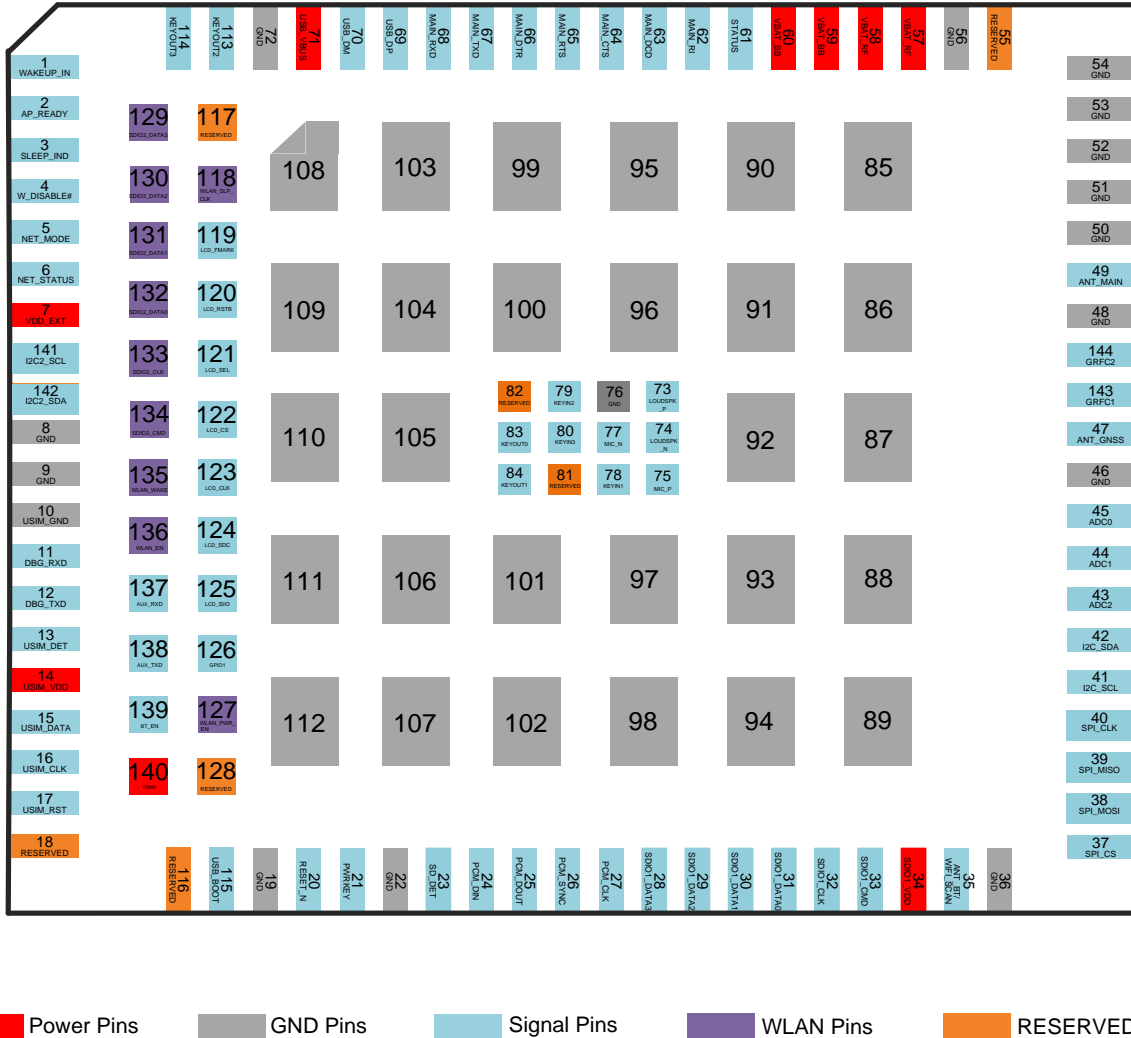 114
KEYOUT3
113
KEYOUT2
72
GND
71
USB_VBUS
70
USB_DM
69
USB_DP
68
MAIN_RXD
67
MAIN_TXD
66
MAIN_DTR
65
MAIN_RTS
64
MAIN_CTS
63
MAIN_DCD
62
MAIN_RI
61
STATUS
60
VBAT_BB
59
VBAT_BB
58
VBAT_RF
57
VBAT_RF
56
GND
55
RESERVED
1
WAKEUP_IN
2
AP_READY
3
SLEEP_IND
4
W_DISABLE#
5
NET_MODE
6
NET_STATUS
7
VDD_EXT
141
I2C2_SCL
142
I2C2_SDA
8
GND
9
GND
10
USIM_GND
11
DBG_RXD
12
DBG_TXD
13
USIM_DET
14
USIM_VDD
15
USIM_DATA
16
USIM_CLK
17
USIM_RST
18
RESERVED
129
SDIO2_DATA3
130
SDIO2_DATA2
131
SDIO2_DATA1
132
SDIO2_DATA0
133
SDIO2_CLK
134
SDIO2_CMD
135
WLAN_WAKE
136
WLAN_EN
137
AUX_RXD
138
AUX_TXD
139
BT_EN
140
117
RESERVED
118
WLAN_SLP_
CLK
119
LCD_FMARK
120
LCD_RSTB
121
LCD_SEL
122
LCD_CS
123
LCD_CLK
124
LCD_SDC
125
LCD_SI/O
126
GPIO1
127
WLAN_PWR_
EN
128
RESERVED
108
103
99
95
90
85
109
104
100
96
91
86
82
RESERVED
79
KEYIN2
76
GND
73
LOUDSPK
_P
83
KEYOUT0
80
KEYIN3
77
MIC_N
74
LOUDSPK
_N
84
KEYOUT1
81
RESERVED
78
KEYIN1
75
MIC_P
110
105
92
87
111
106
101
97
93
88
112
107
102
98
94
89
54
GND
53
GND
52
GND
51
GND
50
GND
49
ANT_MAIN
48
GND
144
GRFC2
143
GRFC1
47
ANT_GNSS
46
GND
45
ADC0
44
ADC1
43
ADC2
42
I2C_SDA
41
I2C_SCL
40
SPI_CLK
39
SPI_MISO
38
SPI_MOSI
37
SPI_CS
116
RESERVED
115
USB_BOOT
19
GND
20
RESET_N
21
PWRKEY
22
GND
23
SD_DET
24
PCM_DIN
25
PCM_DOUT
26
PCM_SYNC
27
PCM_CLK
28
SDIO1_DATA3
29
SDIO1_DATA2
30
SDIO1_DATA1
31
SDIO1_DATA0
32
SDIO1_CLK
33
SDIO1_CMD
34
SDIO1_VDD
35
ANT_BT/
WIFI_SCAN
36
GND
Power Pins
GND Pins
Signal Pins
WLAN Pins
RESERVED